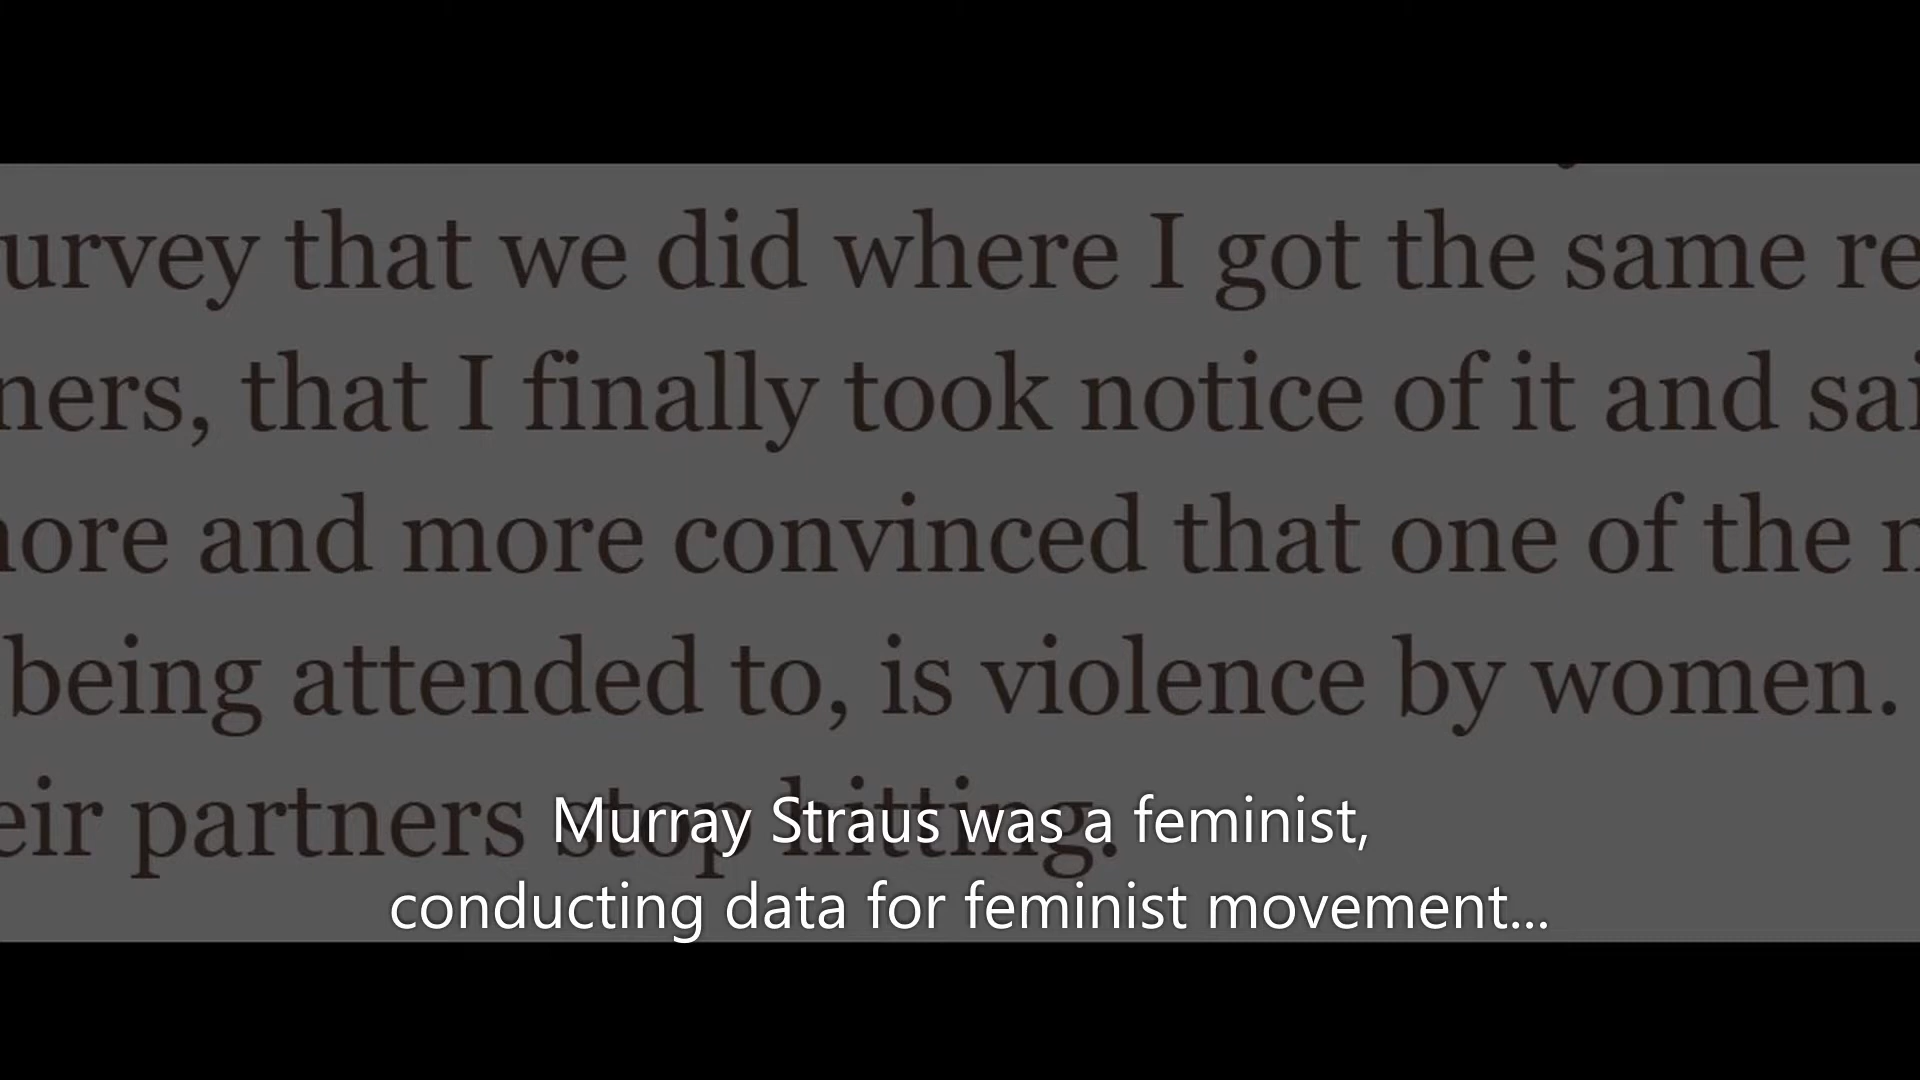 urvey that we did where I got the same re
ners, that I finally took notice of it and sai
ore and more convinced that one of the
being attended to, is violence by women.
eir partners stop hitting.
Murray Straus was a feminist,
conducting data for feminist movement...